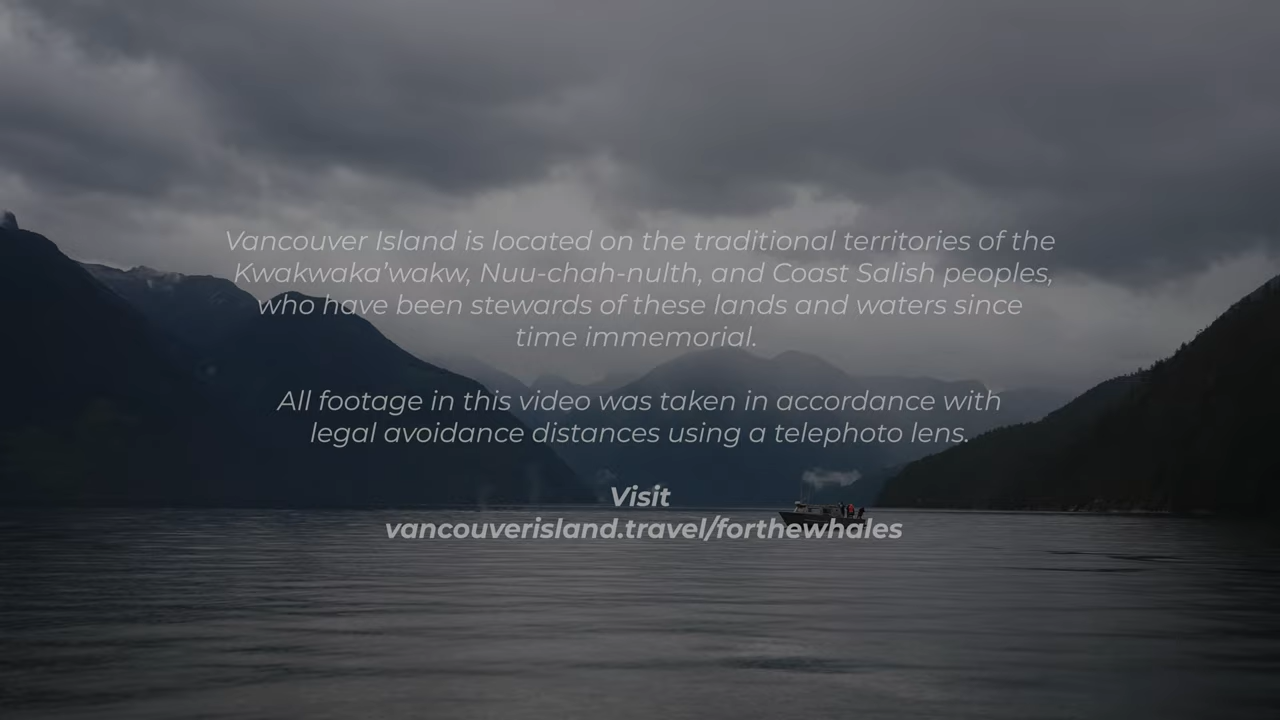 Vancouver Island is located on the traditional territories of the
Kwakwaka’wakw, Nuu-chah-nulth, and Coast Salish peoples,
who have been stewards of these lands and waters since
time immemorial.
All footage in this video was taken in accordance with
legal avoidance distances using a telephoto lens.
Visit
vancouverisland.travel/forthewhales